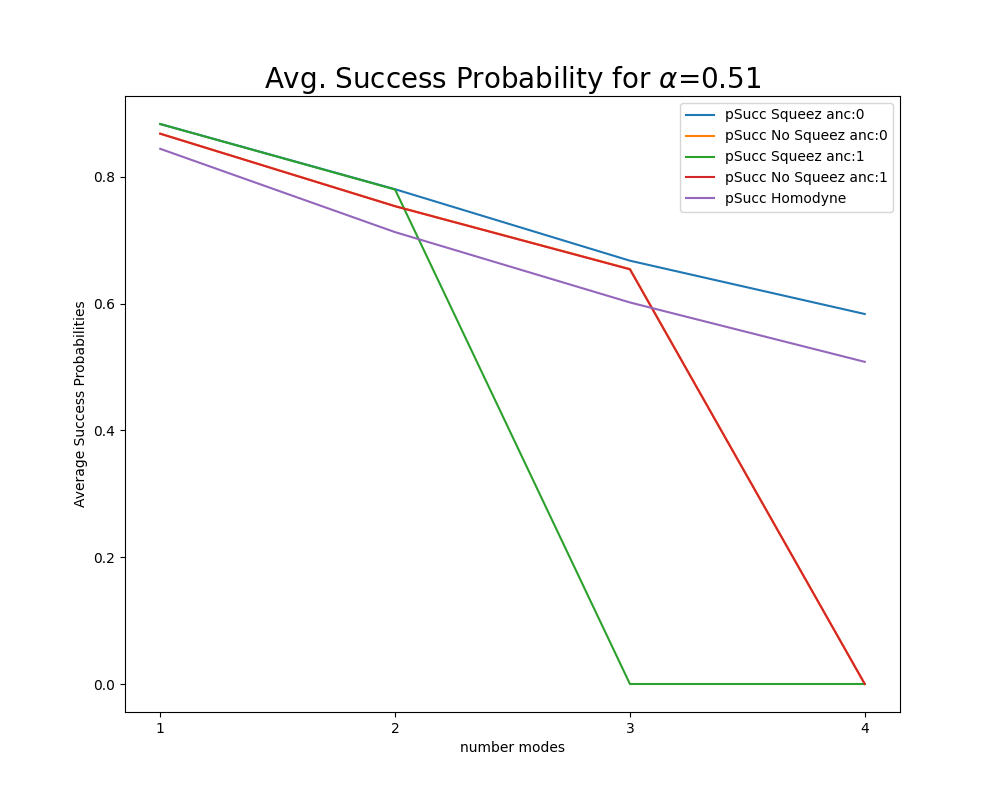 Avg. Success Probability for α=0.51
pSucc Squeez anc:0
pSucc No Squeez anc:0
pSucc Squeez anc:1
pSucc No Squeez anc:1
pSucc Homodyne
Average Success Probabilities
0.8
0.6
0.4
0.2
0.0
1 2 3 4
number modes